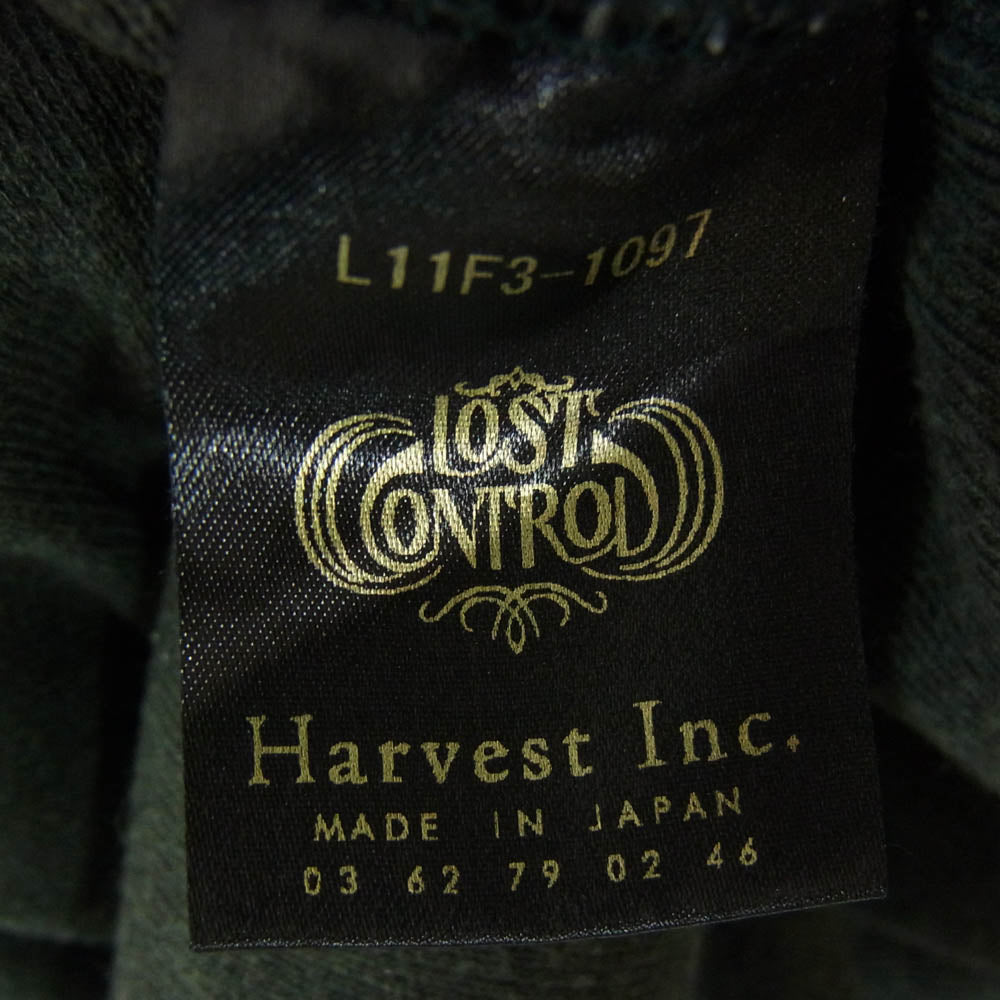 L11F3-1097
LOST
CONTROL
Harvest Inc.
MADE IN JAPAN
03 62 79 02 46